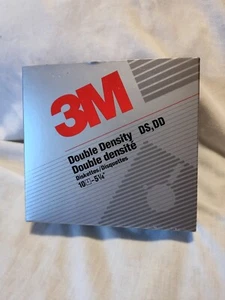 3M
Double Density DS,DD
Double densité
Diskettes/Disquettes
10 - 5¼"